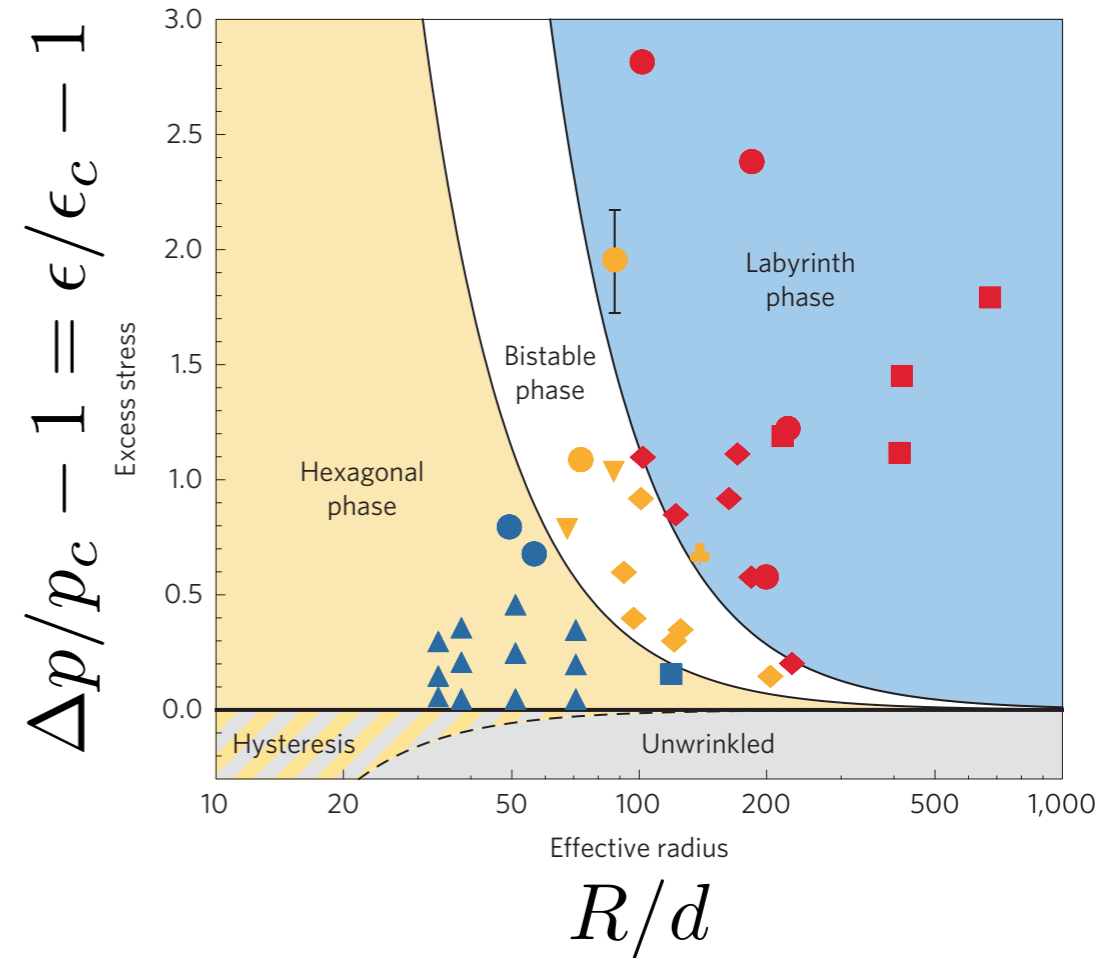 Δp/p_c − 1 = ϵ/ϵ_c − 1
Excess stress
3.0
2.5
2.0
1.5
1.0
0.5
0.0
Labyrinth
phase
Bistable
phase
Hexagonal
phase
Hysteresis
Unwrinkled
10 20 50 100 200 500 1,000
Effective radius
R/d